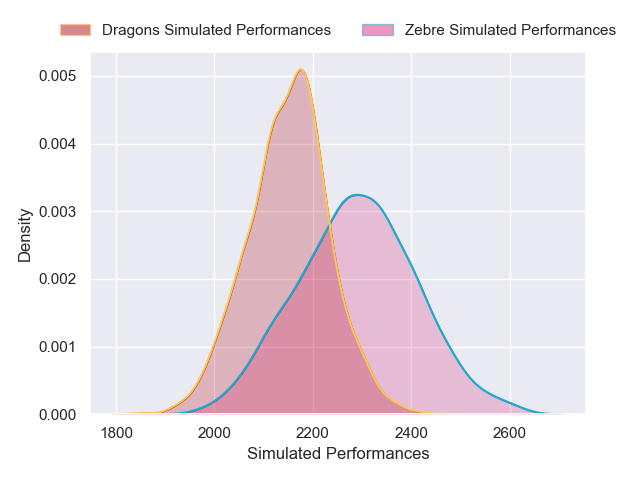 Dragons Simulated Performances Zebre Simulated Performances
0.005
0.004
0.003
0.002
0.001
0.000
Density
1800 2000 2200 2400 2600
Simulated Performances